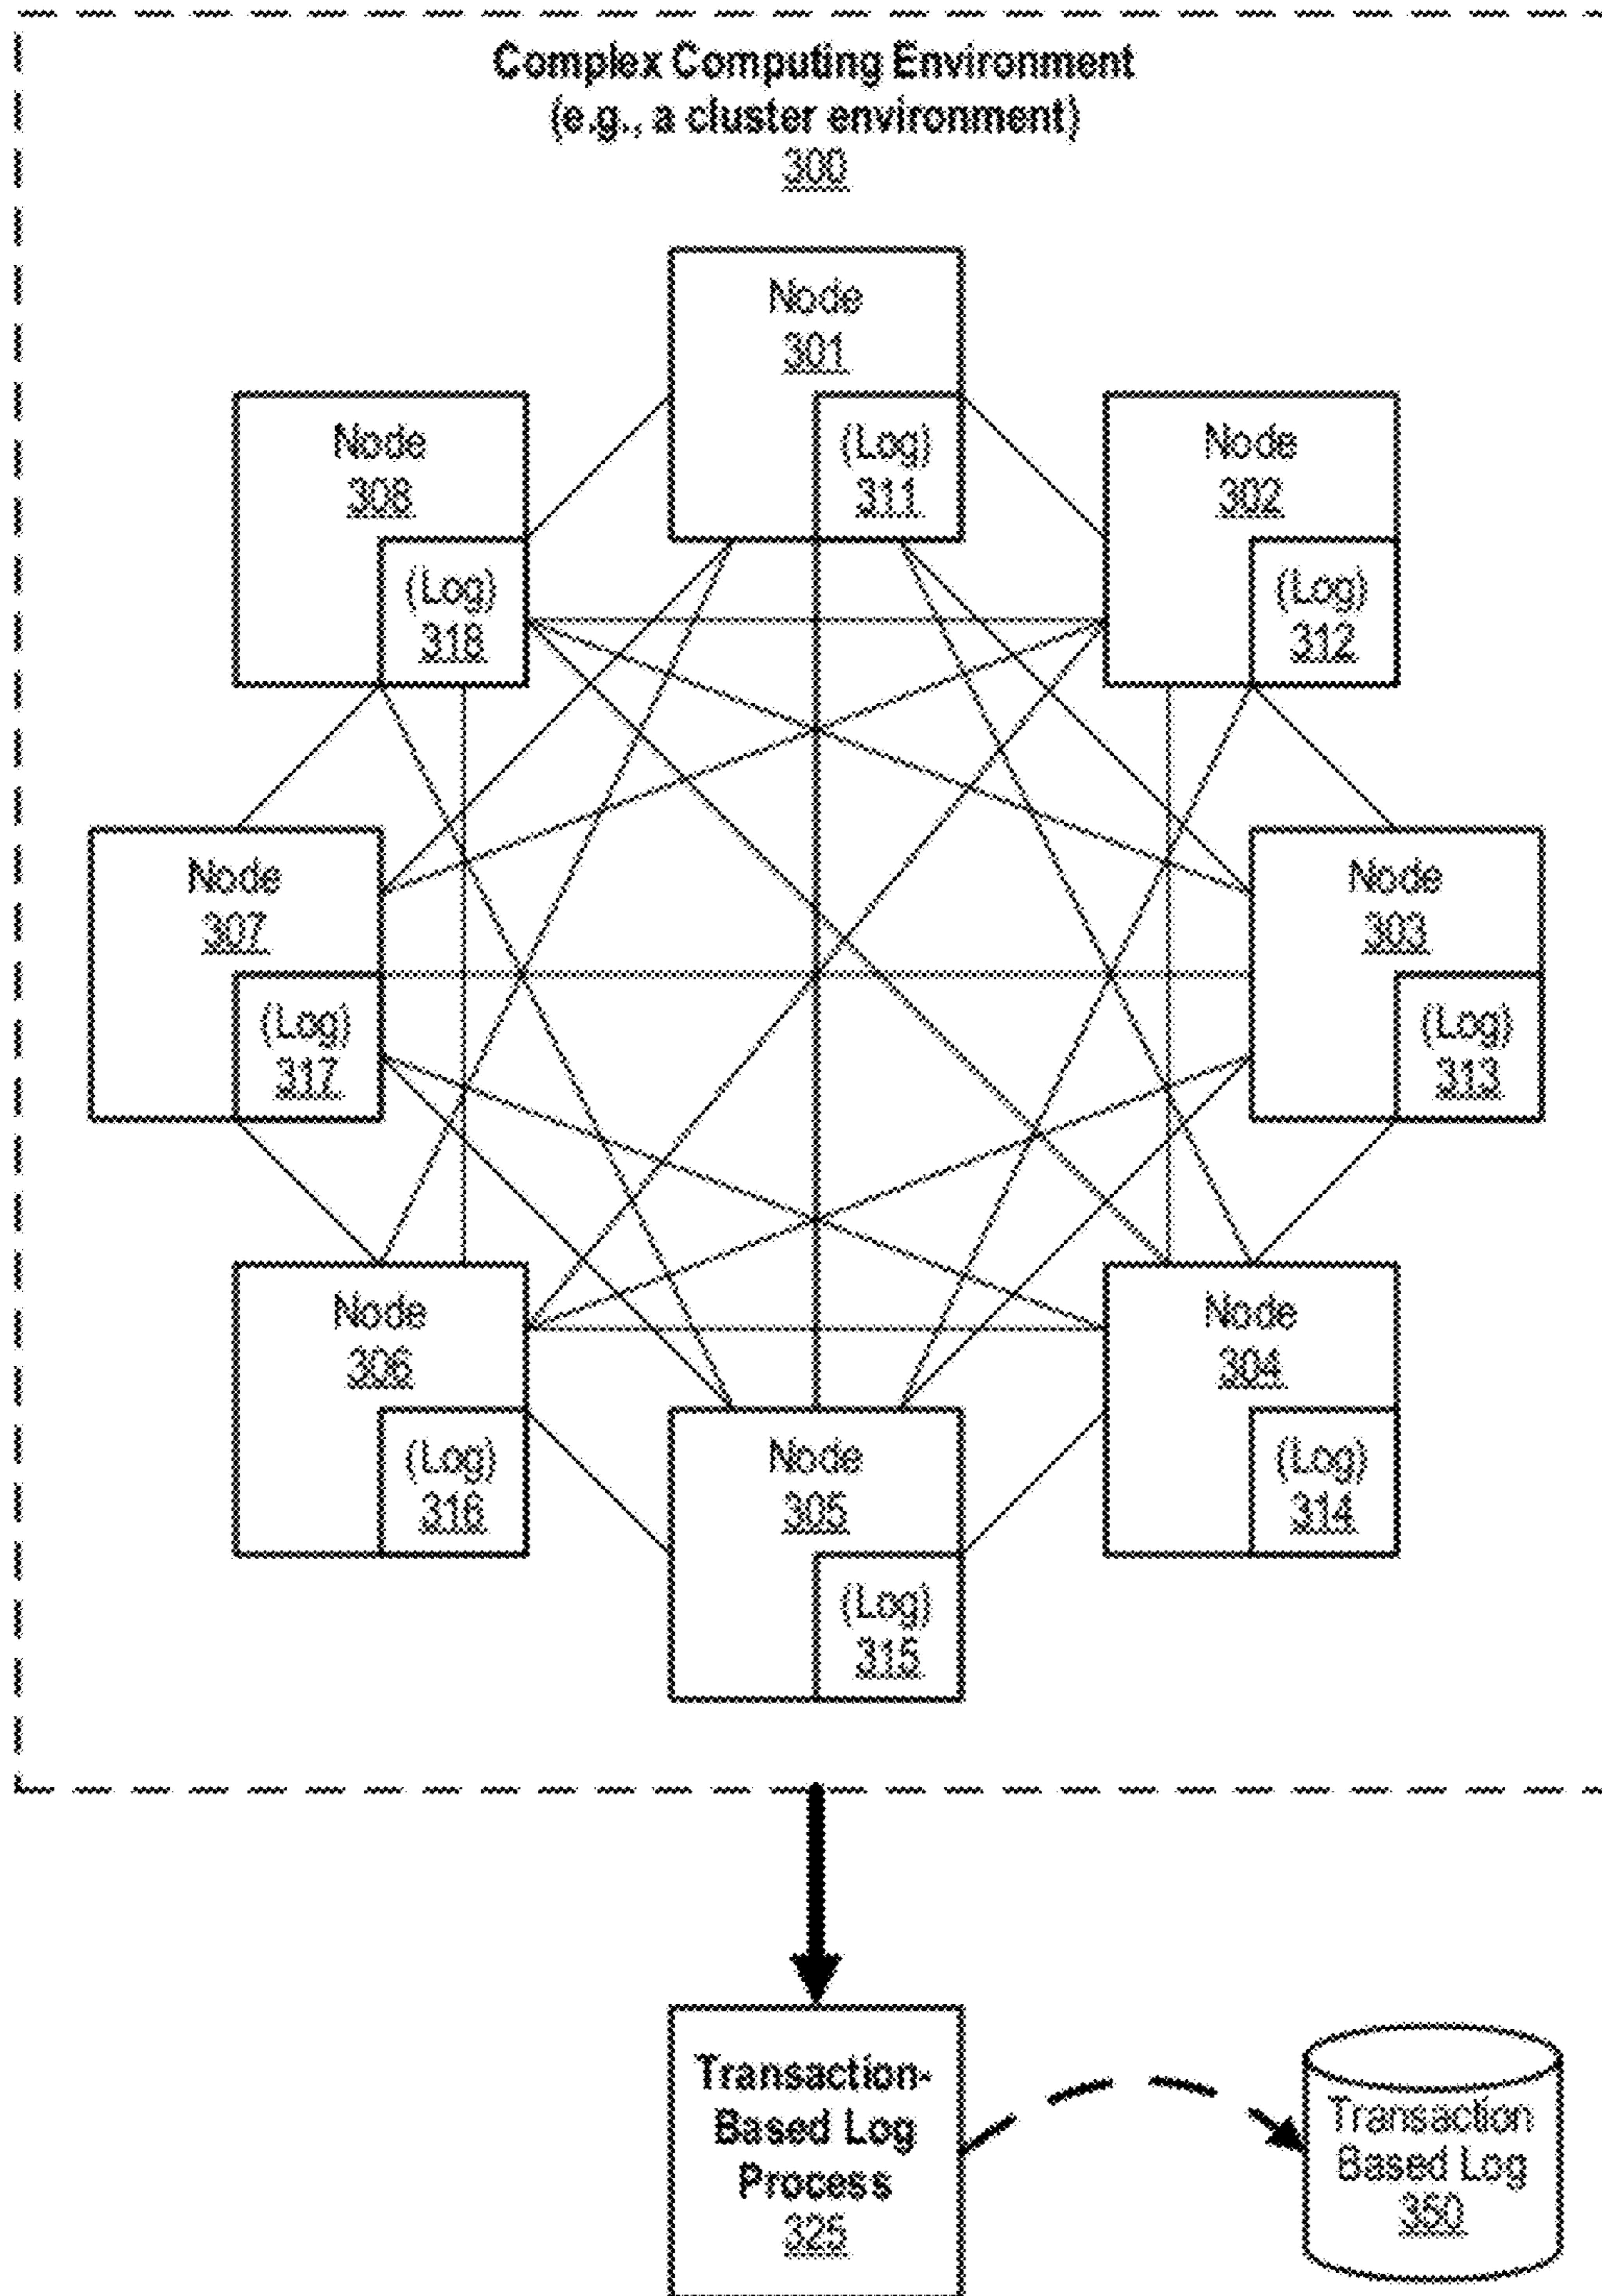 Complex Computing Environment
(e.g., a cluster environment)
300
Node
301
(Log)
311
Node
308
(Log)
318
Node
302
(Log)
312
Node
307
(Log)
317
Node
303
(Log)
313
Node
306
(Log)
316
Node
305
(Log)
315
Node
304
(Log)
314
Transaction-
Based Log
Process
325
Transaction
Based Log
350